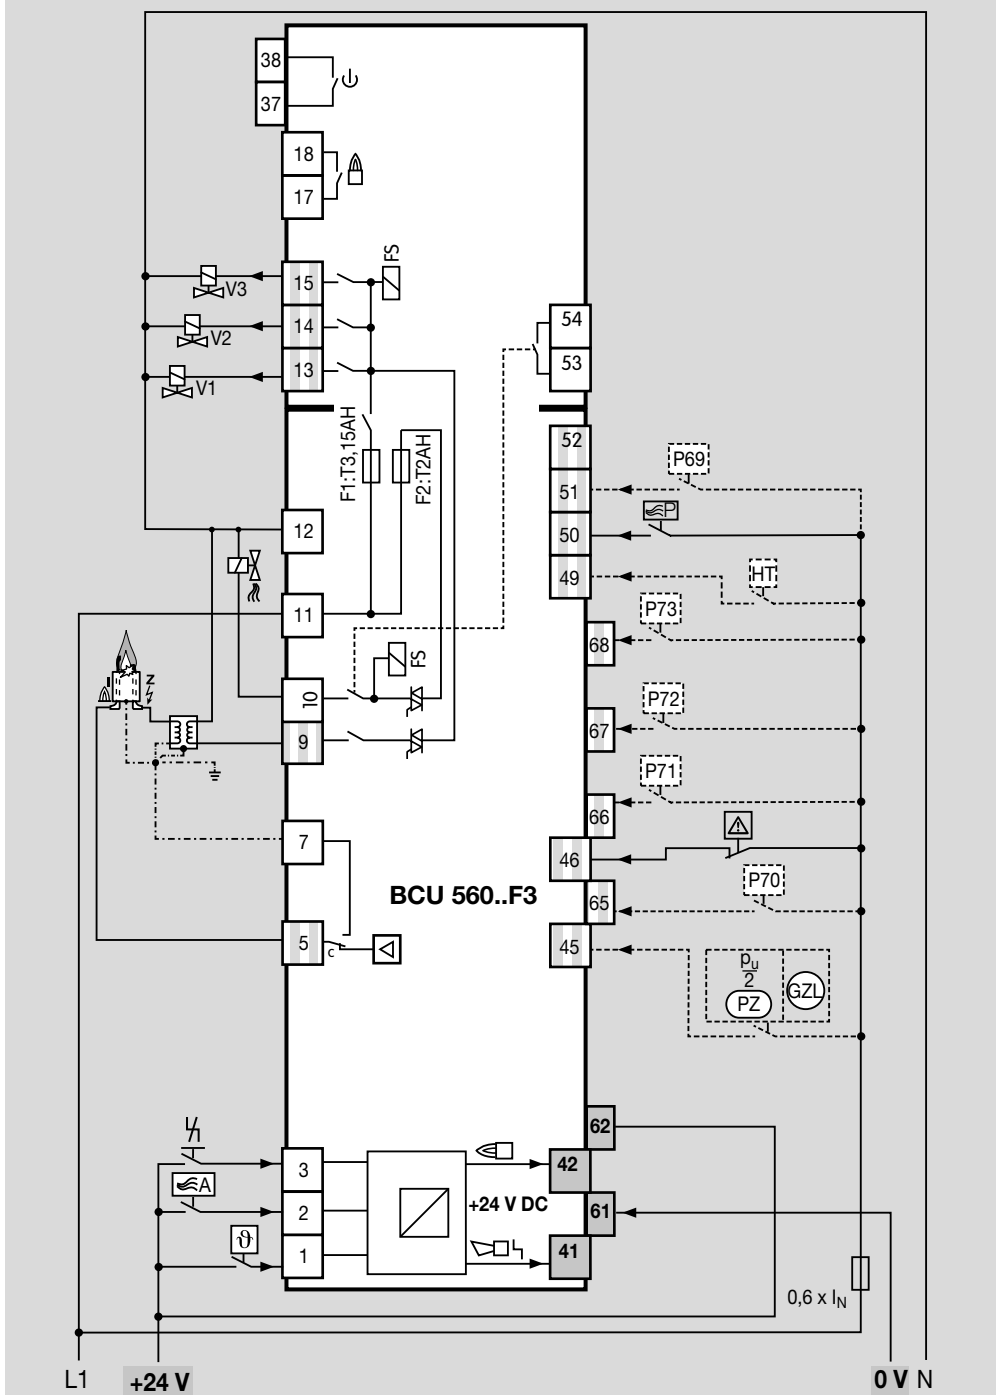 38
37
18
17
FS
15
V3
14
V2
13
V1
54
53
F1:T3,15AH
F2:T2AH
52
P69
51
P
50
12
49
HT
11
P73
68
FS
Z
10
P72
67
9
P71
66
7
46
BCU 560..F3
P70
65
5
c
45
pu
2
PZ
GZL
62
3
42
A
2
+24 V DC
61
ϑ
1
41
0,6 x IN
L1
+24 V
0 V
N